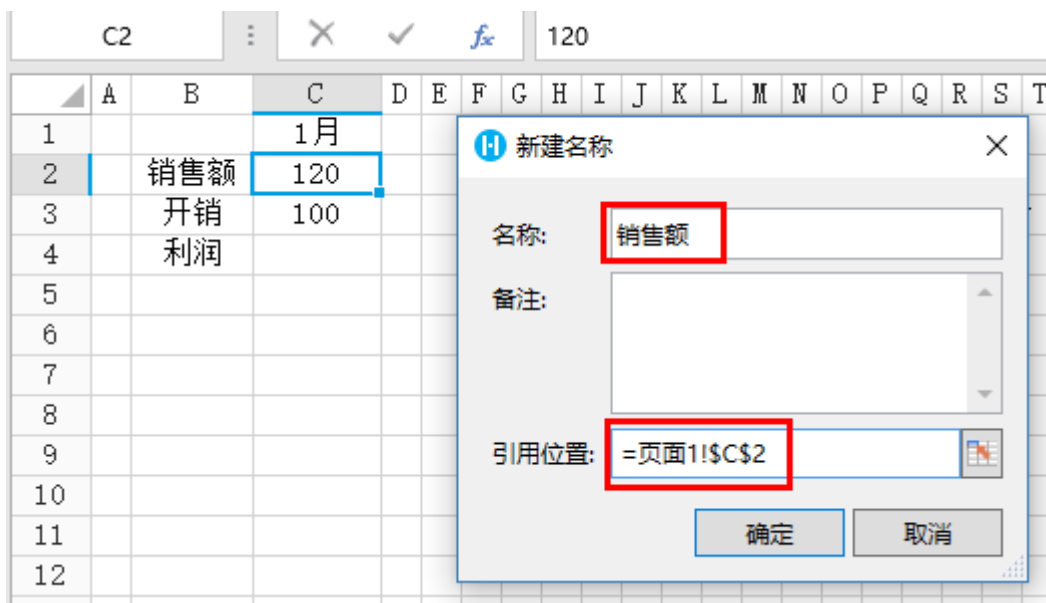 C2 fx 120
A B C D E F G H I J K L M N O P Q R S T
1 1月
2 销售额 120
3 开销 100
4 利润
5
6
7
8
9
10
11
12
新建名称
名称: 销售额
备注:
引用位置: =页面1!$C$2
确定 取消